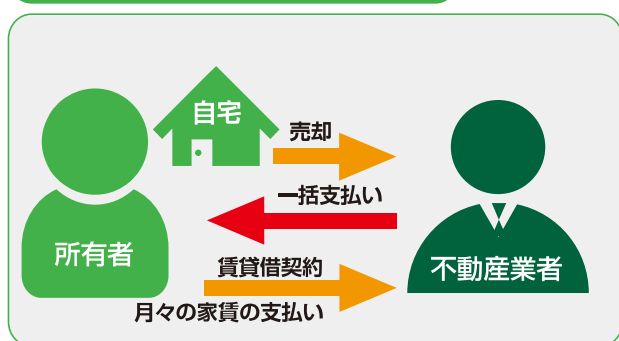 自宅
売却
一括支払い
所有者
賃貸借契約
不動産業者
月々の家賃の支払い